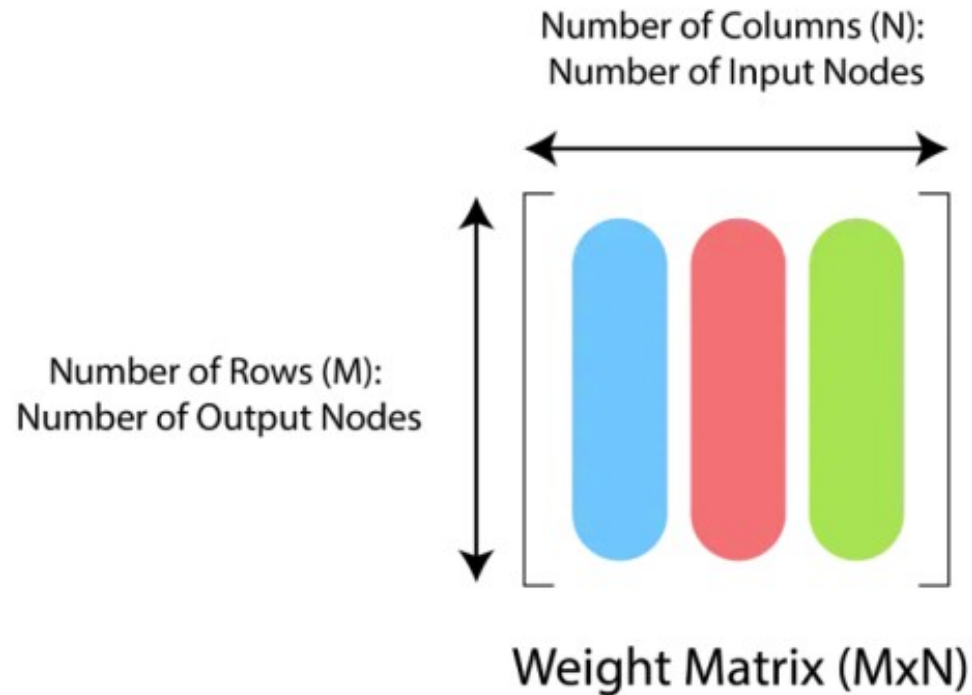 Number of Columns (N):
Number of Input Nodes
Number of Rows (M):
Number of Output Nodes
Weight Matrix (MxN)